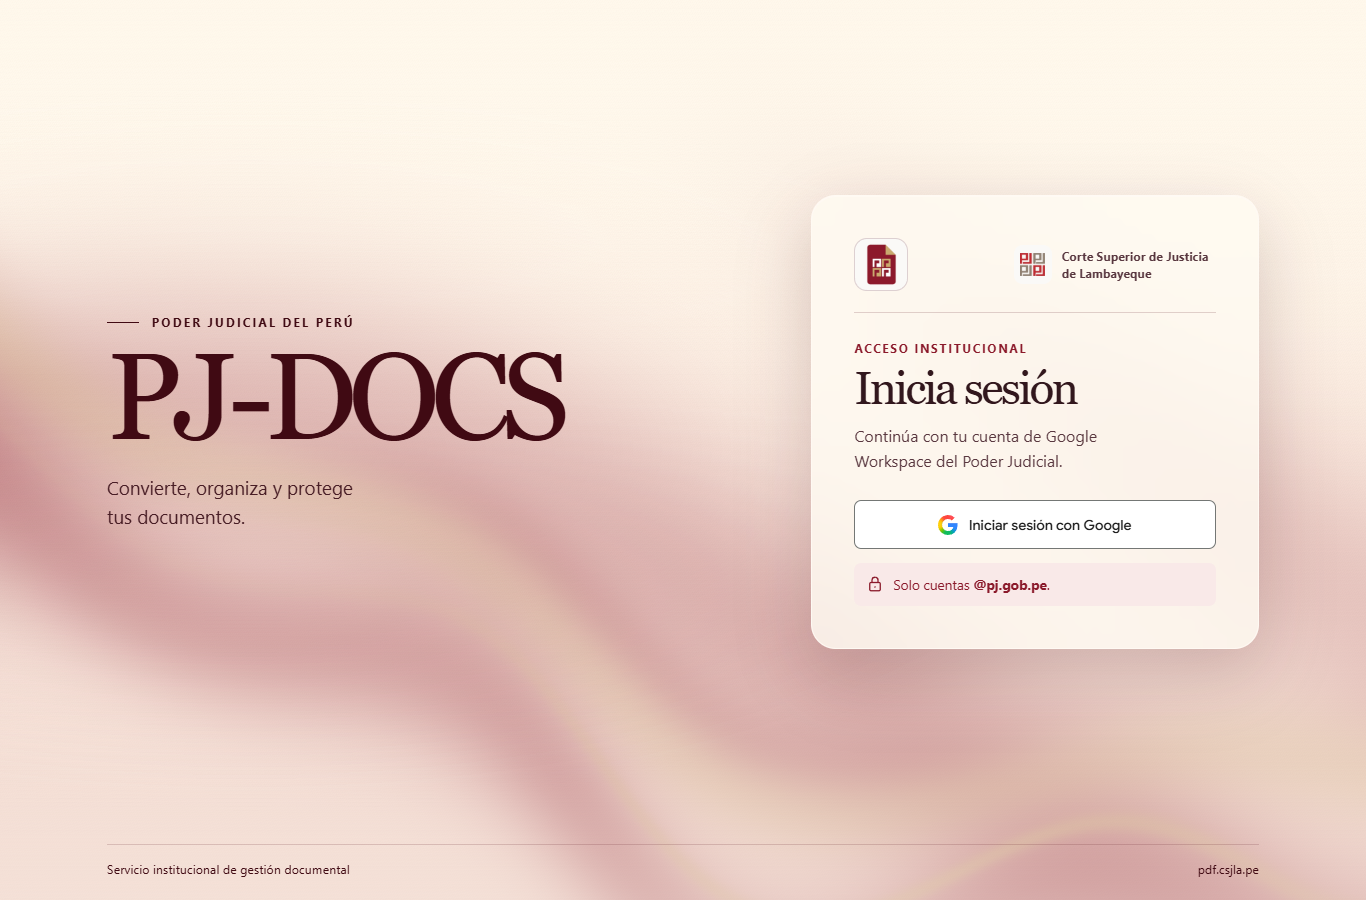 PODER JUDICIAL DEL PERÚ
PJ-DOCS
Convierte, organiza y protege
tus documentos.
Corte Superior de Justicia
de Lambayeque
ACCESO INSTITUCIONAL
Inicia sesión
Continúa con tu cuenta de Google
Workspace del Poder Judicial.
Iniciar sesión con Google
Solo cuentas @pj.gob.pe.
Servicio institucional de gestión documental
pdf.csjla.pe